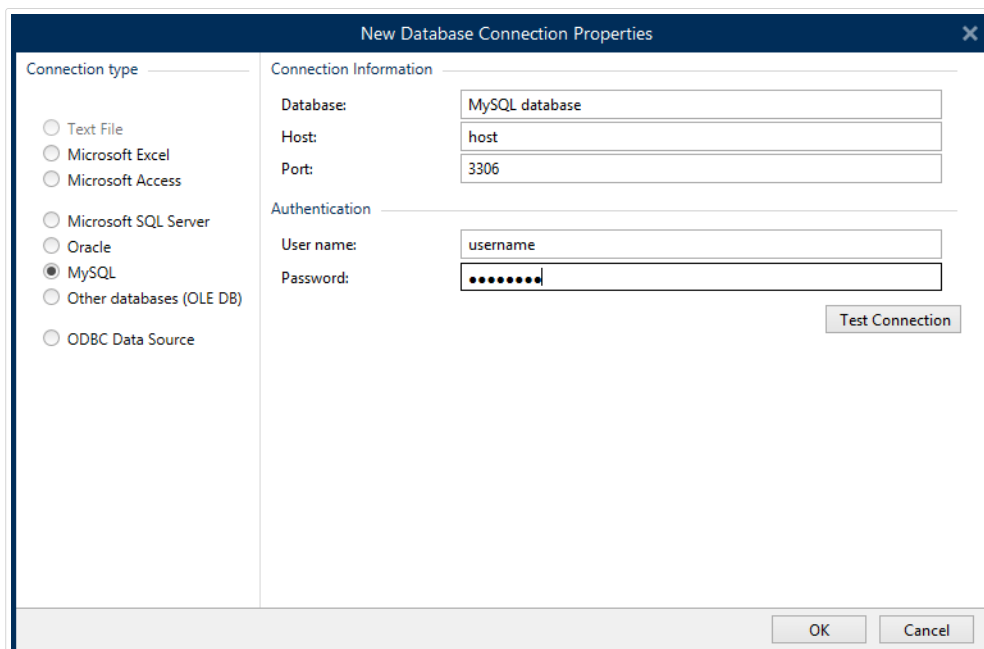 New Database Connection Properties
Connection type
Text File
Microsoft Excel
Microsoft Access
Microsoft SQL Server
Oracle
MySQL
Other databases (OLE DB)
ODBC Data Source
Connection Information
Database: MySQL database
Host: host
Port: 3306
Authentication
User name: username
Password: ●●●●●●●●
Test Connection
OK Cancel